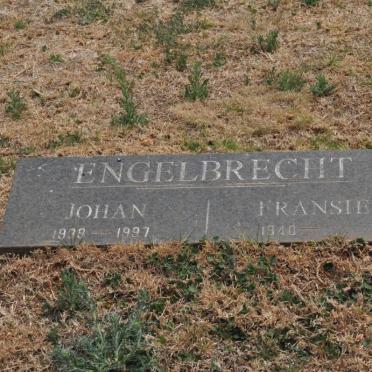 ENGELBRECHT
JOHAN FRANSIE
1939 — 1997 1940 —